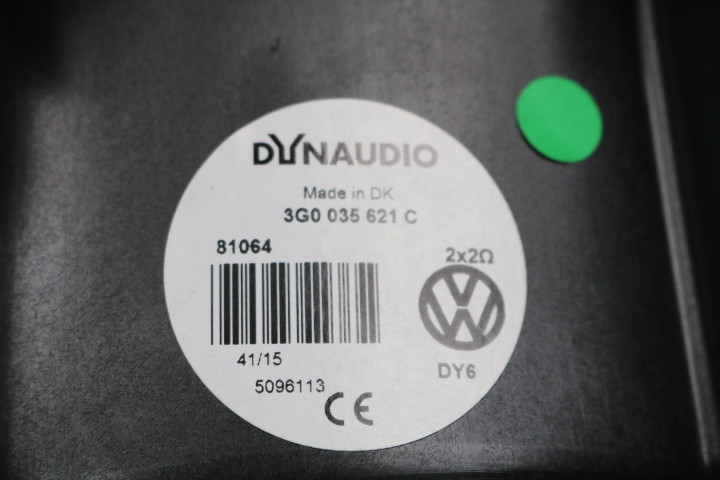 DYNAUDIO
Made in DK
3G0 035 621 C
81064
2x2Ω
41/15
DY6
5096113
CE